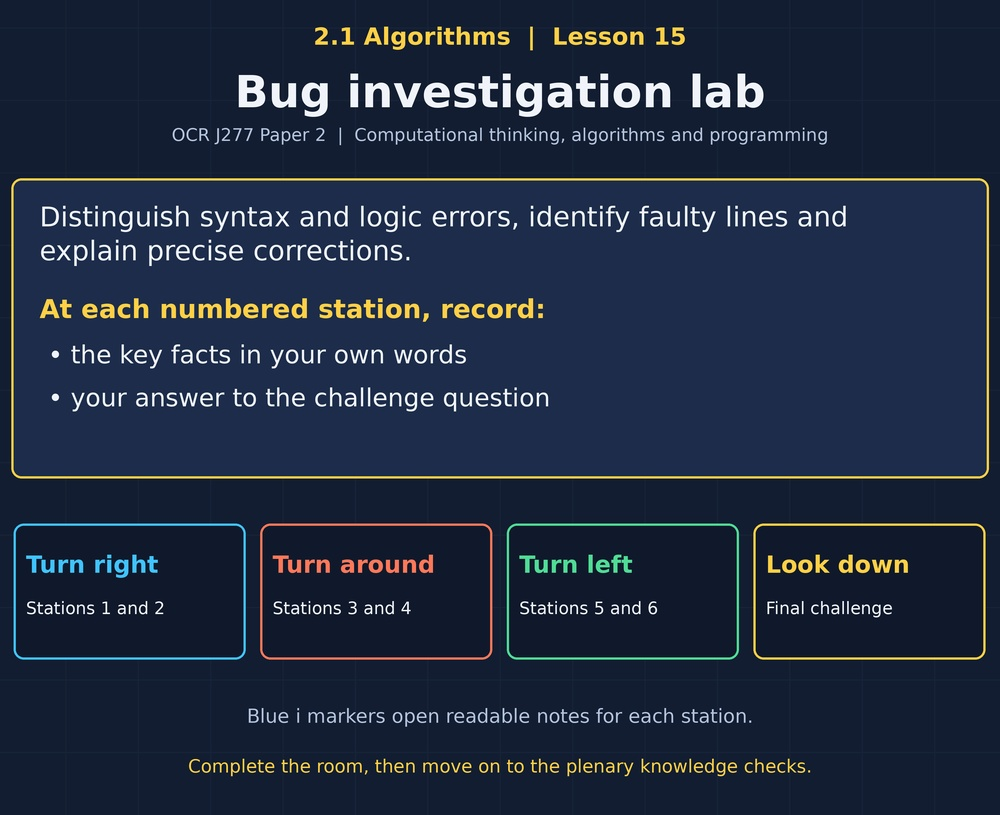 2.1 Algorithms | Lesson 15
Bug investigation lab
OCR J277 Paper 2 | Computational thinking, algorithms and programming
Distinguish syntax and logic errors, identify faulty lines and
explain precise corrections.
At each numbered station, record:
• the key facts in your own words
• your answer to the challenge question
Turn right
Stations 1 and 2
Turn around
Stations 3 and 4
Turn left
Stations 5 and 6
Look down
Final challenge
Blue i markers open readable notes for each station.
Complete the room, then move on to the plenary knowledge checks.